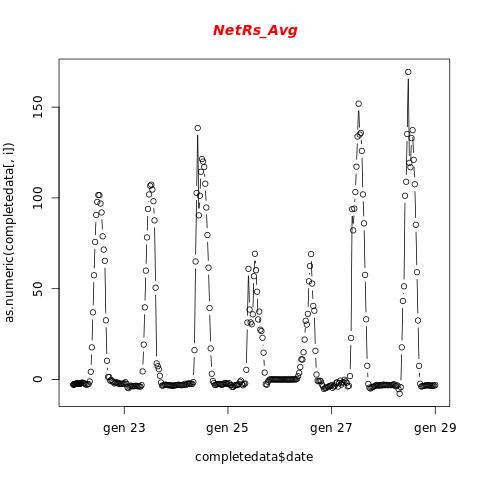 NetRs_Avg
as.numeric(completedata[, i])
150
100
50
0
gen 23
gen 25
gen 27
gen 29
completedata$date